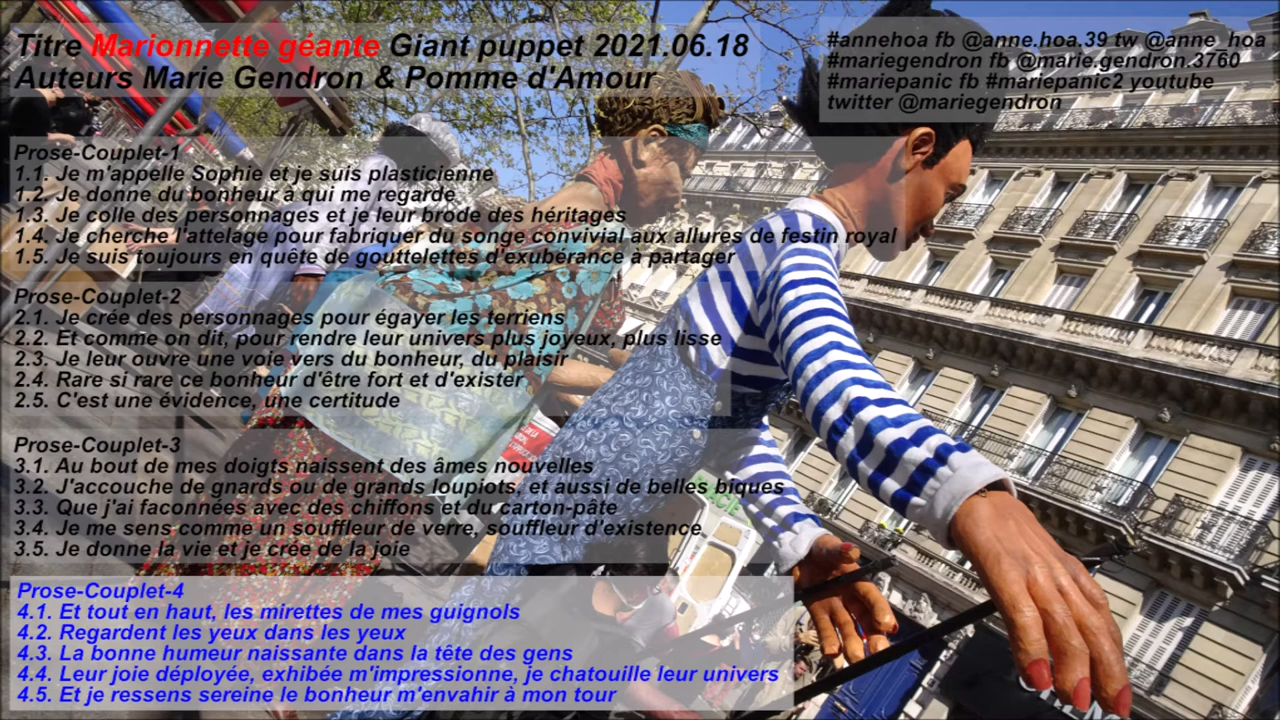 Titre Marionnette géante Giant puppet 2021.06.18
Auteurs Marie Gendron & Pomme d'Amour
#annehoa fb @anne.hoa.39 tw @anne_hoa
#mariegendron fb @marie.gendron.3760
#mariepanic fb #mariepanic2 youtube
twitter @mariegendron
Prose-Couplet-1
1.1. Je m'appelle Sophie et je suis plasticienne
1.2. Je donne du bonheur à qui me regarde
1.3. Je colle des personnages et je leur brode des héritages
1.4. Je cherche l'attelage pour fabriquer du songe convivial aux allures de festin royal
1.5. Je suis toujours en quête de gouttelettes d'exubérance à partager
Prose-Couplet-2
2.1. Je crée des personnages pour égayer les terriens
2.2. Et comme on dit, pour rendre leur univers plus joyeux, plus lisse
2.3. Je leur ouvre une voie vers du bonheur, du plaisir
2.4. Rare si rare ce bonheur d'être fort et d'exister
2.5. C'est une évidence, une certitude
Prose-Couplet-3
3.1. Au bout de mes doigts naissent des âmes nouvelles
3.2. J'accouche de gnards ou de grands loupiots, et aussi de belles biques
3.3. Que j'ai faconnées avec des chiffons et du carton-pâte
3.4. Je me sens comme un souffleur de verre, souffleur d'existence
3.5. Je donne la vie et je crée de la joie
Prose-Couplet-4
4.1. Et tout en haut, les mirettes de mes guignols
4.2. Regardent les yeux dans les yeux
4.3. La bonne humeur naissante dans la tête des gens
4.4. Leur joie déployée, exhibée m'impressionne, je chatouille leur univers
4.5. Et je ressens sereine le bonheur m'envahir à mon tour